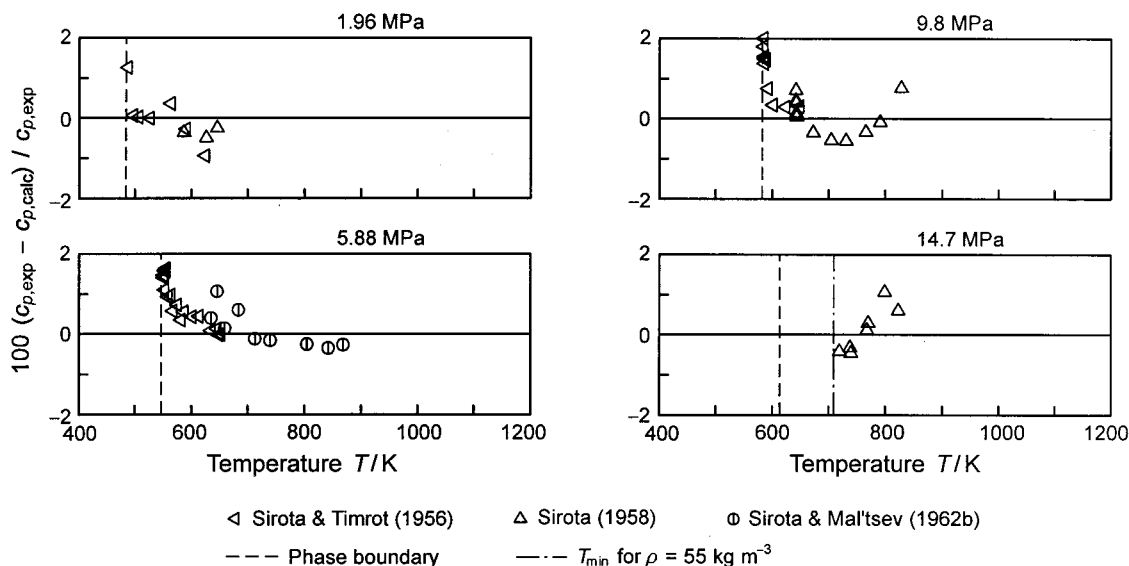 1.96 MPa
9.8 MPa
2
0
−2
2
0
−2
5.88 MPa
14.7 MPa
2
0
−2
2
0
−2
100 (cp,exp − cp,calc) / cp,exp
400 600 800 1000 1200
400 600 800 1000 1200
Temperature T/K
Temperature T/K
Sirota & Timrot (1956) Sirota (1958) Sirota & Mal'tsev (1962b)
Phase boundary Tmin for ρ = 55 kg m−3